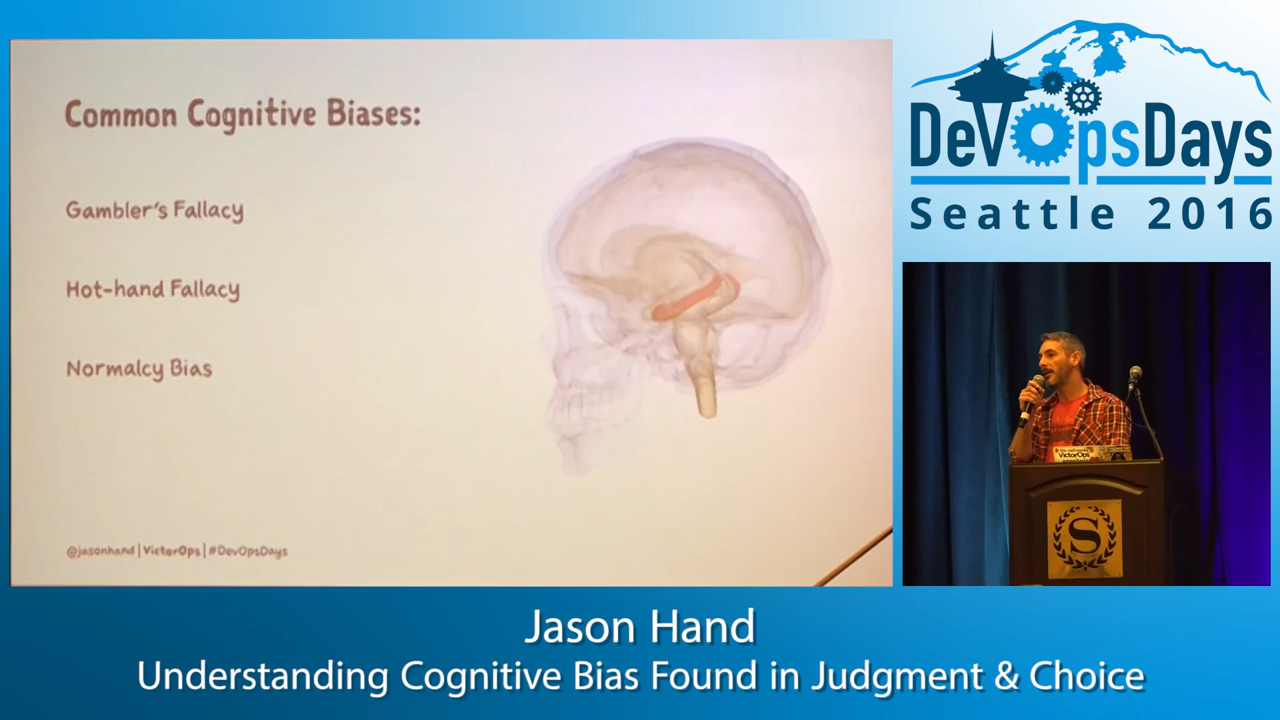 Common Cognitive Biases:
Gambler's Fallacy
Hot-hand Fallacy
Normalcy Bias
@jasonhand | VictorOps | #DevOpsDays
DevOpsDays
Seattle 2016
VictorOps
S
Jason Hand
Understanding Cognitive Bias Found in Judgment & Choice